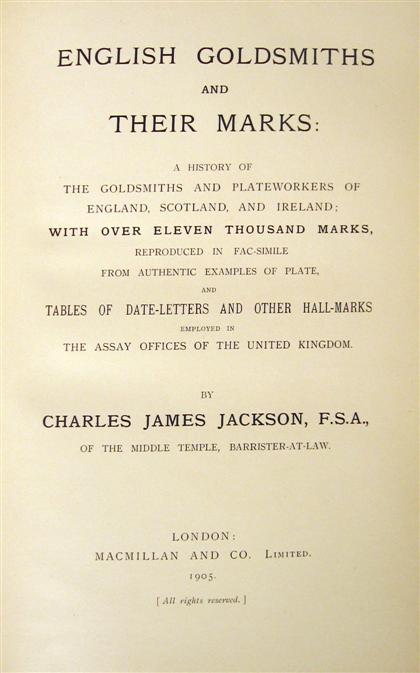 ENGLISH GOLDSMITHS
AND
THEIR MARKS:
A HISTORY OF
THE GOLDSMITHS AND PLATEWORKERS OF
ENGLAND, SCOTLAND, AND IRELAND;
WITH OVER ELEVEN THOUSAND MARKS,
REPRODUCED IN FAC-SIMILE
FROM AUTHENTIC EXAMPLES OF PLATE,
AND
TABLES OF DATE-LETTERS AND OTHER HALL-MARKS
EMPLOYED IN
THE ASSAY OFFICES OF THE UNITED KINGDOM.
BY
CHARLES JAMES JACKSON, F.S.A.,
OF THE MIDDLE TEMPLE, BARRISTER-AT-LAW.
LONDON:
MACMILLAN AND CO. LIMITED.
1905.
[All rights reserved.]